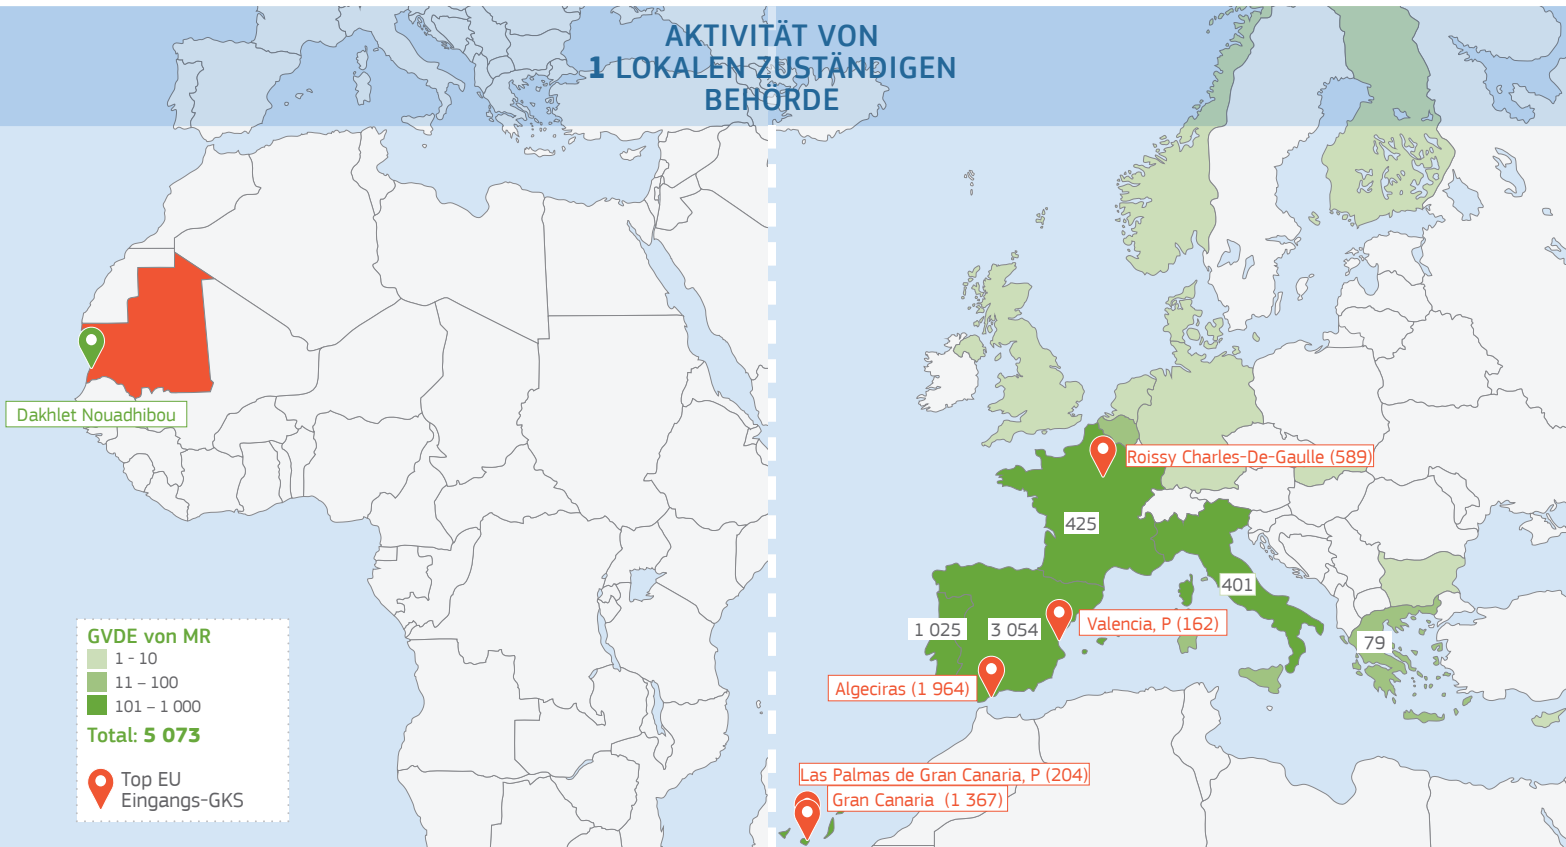 AKTIVITÄT VON
1 LOKALEN ZUSTÄNDIGEN
BEHÖRDE
Dakhlet Nouadhibou
GVDE von MR
1 - 10
11 – 100
101 – 1 000
Total: 5 073
Top EU
Eingangs-GKS
Roissy Charles-De-Gaulle (589)
425
401
1 025
3 054
Valencia, P (162)
79
Algeciras (1 964)
Las Palmas de Gran Canaria, P (204)
Gran Canaria (1 367)